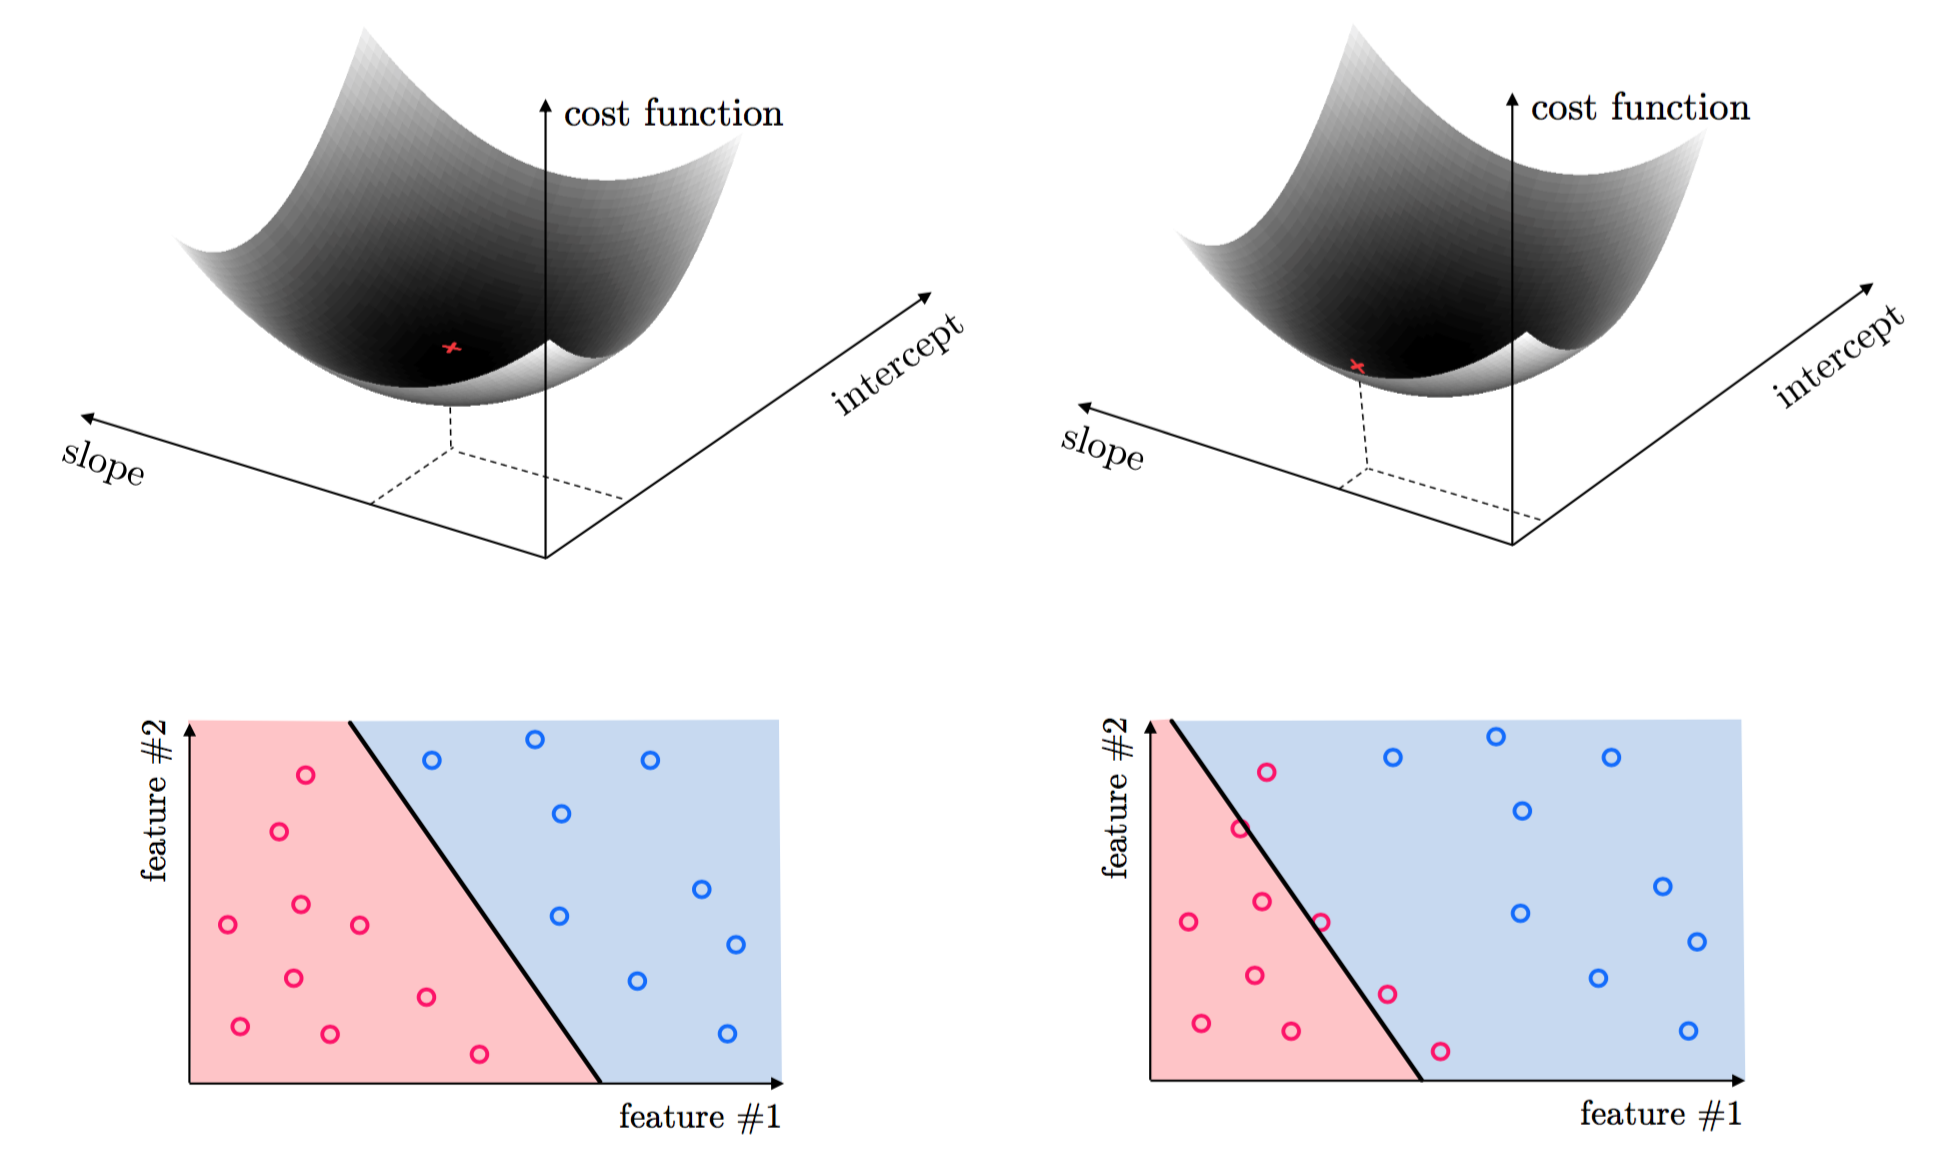 cost function
intercept
slope
cost function
intercept
slope
feature #2
feature #1
feature #2
feature #1